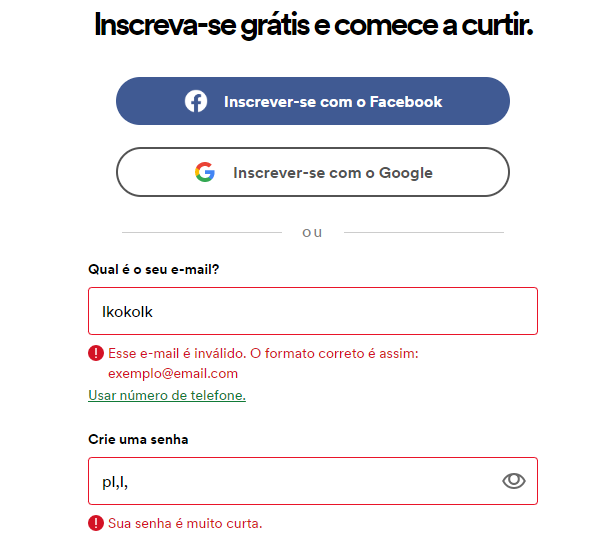 Inscreva-se grátis e comece a curtir.
Inscrever-se com o Facebook
Inscrever-se com o Google
ou
Qual é o seu e-mail?
lkokolk
Esse e-mail é inválido. O formato correto é assim:
exemplo@email.com
Usar número de telefone.
Crie uma senha
pl,l,
Sua senha é muito curta.